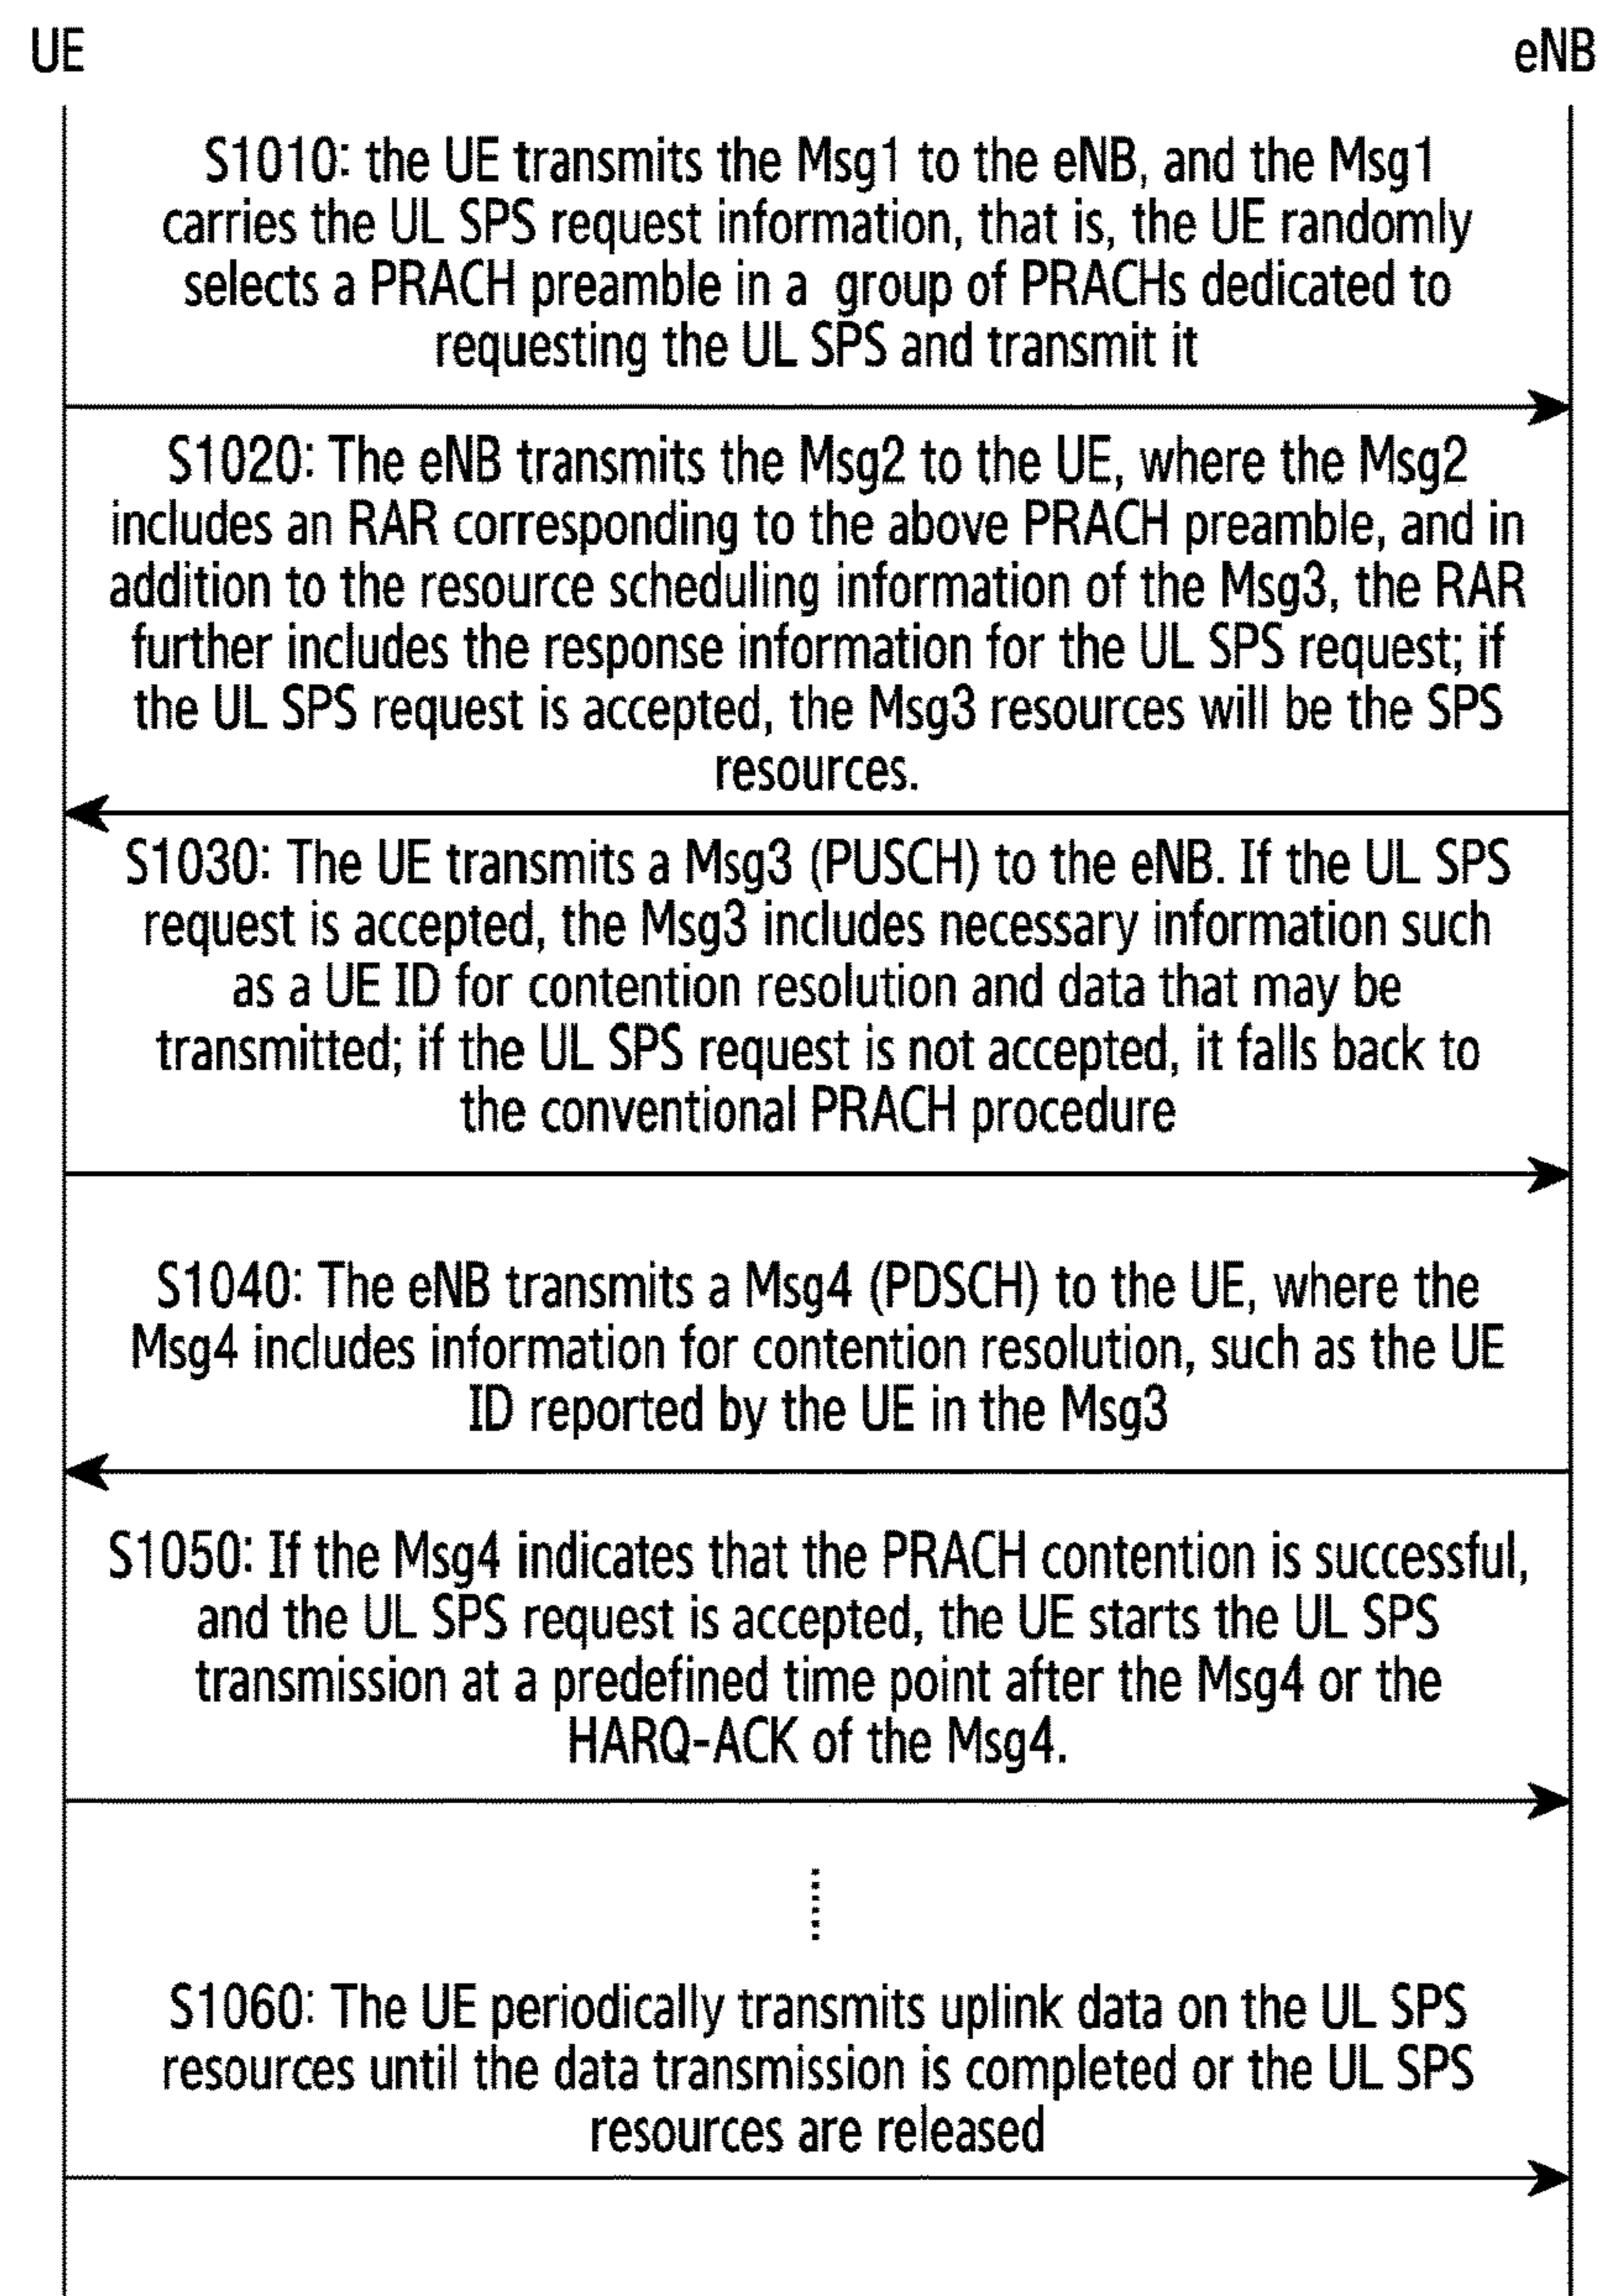 UE
eNB
S1010: the UE transmits the Msg1 to the eNB, and the Msg1
carries the UL SPS request information, that is, the UE randomly
selects a PRACH preamble in a group of PRACHs dedicated to
requesting the UL SPS and transmit it
S1020: The eNB transmits the Msg2 to the UE, where the Msg2
includes an RAR corresponding to the above PRACH preamble, and in
addition to the resource scheduling information of the Msg3, the RAR
further includes the response information for the UL SPS request; if
the UL SPS request is accepted, the Msg3 resources will be the SPS
resources.
S1030: The UE transmits a Msg3 (PUSCH) to the eNB. If the UL SPS
request is accepted, the Msg3 includes necessary information such
as a UE ID for contention resolution and data that may be
transmitted; if the UL SPS request is not accepted, it falls back to
the conventional PRACH procedure
S1040: The eNB transmits a Msg4 (PDSCH) to the UE, where the
Msg4 includes information for contention resolution, such as the UE
ID reported by the UE in the Msg3
S1050: If the Msg4 indicates that the PRACH contention is successful,
and the UL SPS request is accepted, the UE starts the UL SPS
transmission at a predefined time point after the Msg4 or the
HARQ-ACK of the Msg4.
S1060: The UE periodically transmits uplink data on the UL SPS
resources until the data transmission is completed or the UL SPS
resources are released